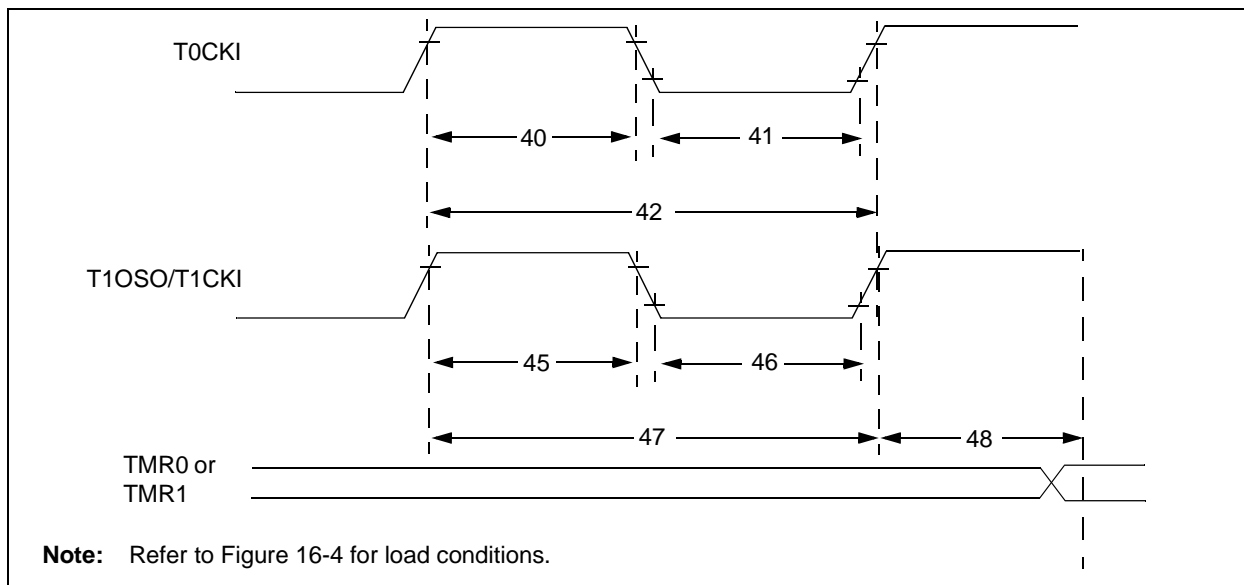 T0CKI
40
41
42
T1OSO/T1CKI
45
46
47
48
TMR0 or
TMR1
Note: Refer to Figure 16-4 for load conditions.